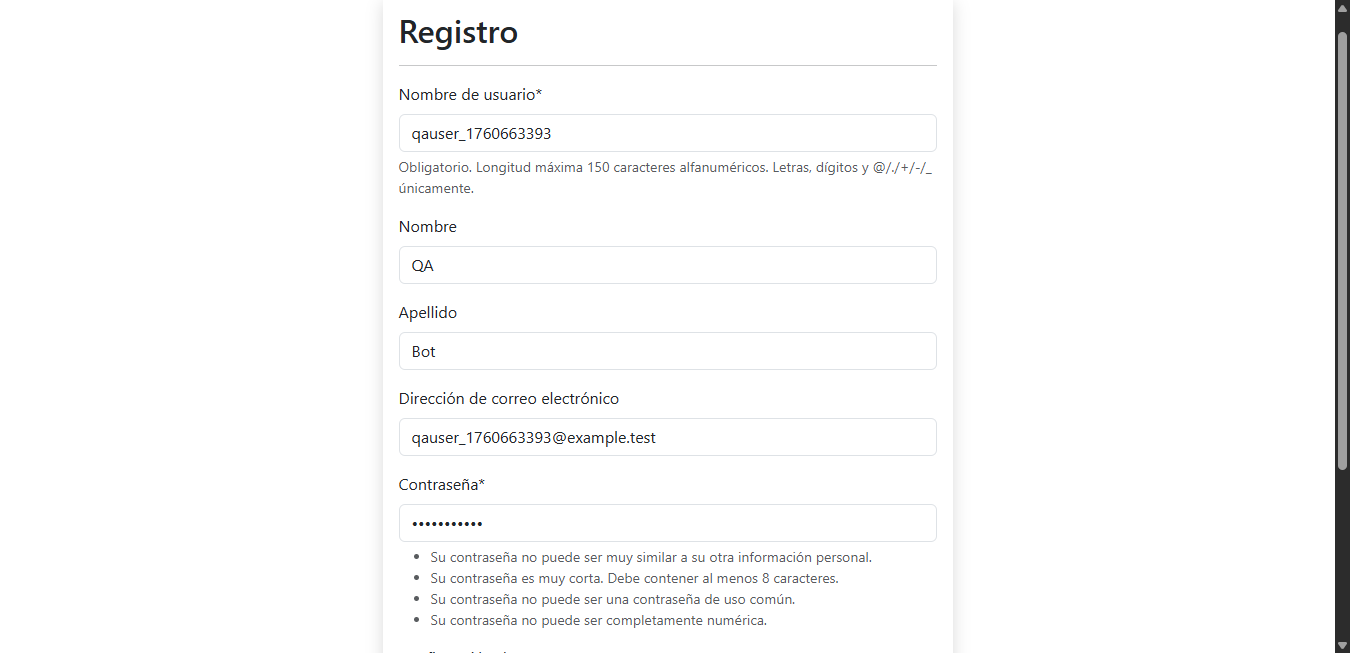 Registro
Nombre de usuario*
qauser_1760663393
Obligatorio. Longitud máxima 150 caracteres alfanuméricos. Letras, dígitos y @/./+/-/_
únicamente.
Nombre
QA
Apellido
Bot
Dirección de correo electrónico
qauser_1760663393@example.test
Contraseña*
•••••••••••
• Su contraseña no puede ser muy similar a su otra información personal.
• Su contraseña es muy corta. Debe contener al menos 8 caracteres.
• Su contraseña no puede ser una contraseña de uso común.
• Su contraseña no puede ser completamente numérica.